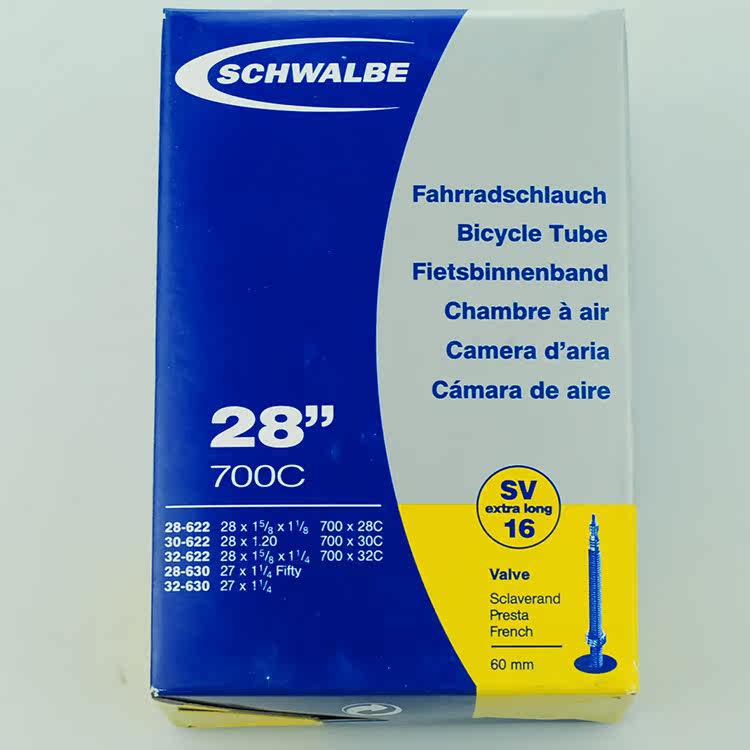 SCHWALBE
Fahrradschlauch
Bicycle Tube
Fietsbinnenband
Chambre à air
Camera d'aria
Cámara de aire
28”
700C
28-622 28 x 1⁵/₈ x 1¹/₈ 700 x 28C
30-622 28 x 1.20 700 x 30C
32-622 28 x 1⁵/₈ x 1¹/₄ 700 x 32C
28-630 27 x 1¹/₄ Fifty
32-630 27 x 1¹/₄
SV
extra long
16
Valve
Sclaverand
Presta
French
60 mm